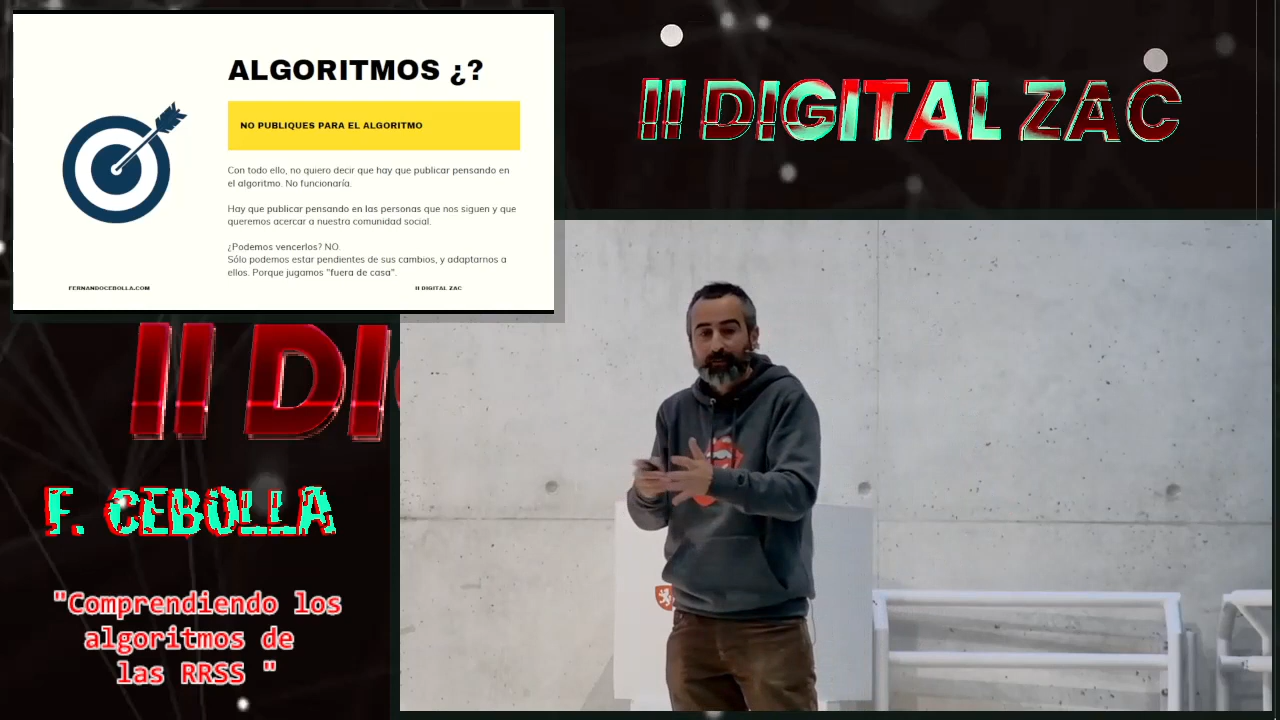 ALGORITMOS ¿?
NO PUBLIQUES PARA EL ALGORITMO
Con todo ello, no quiero decir que hay que publicar pensando en
el algoritmo. No funcionaría.
Hay que publicar pensando en las personas que nos siguen y que
queremos acercar a nuestra comunidad social.
¿Podemos vencerlos? NO.
Sólo podemos estar pendientes de sus cambios, y adaptarnos a
ellos. Porque jugamos "fuera de casa".
FERNANDOCEBOLLA.COM
II DIGITAL ZAC
II DIGITAL ZAC
II DI
F. CEBOLLA
"Comprendiendo los
algoritmos de
las RRSS "